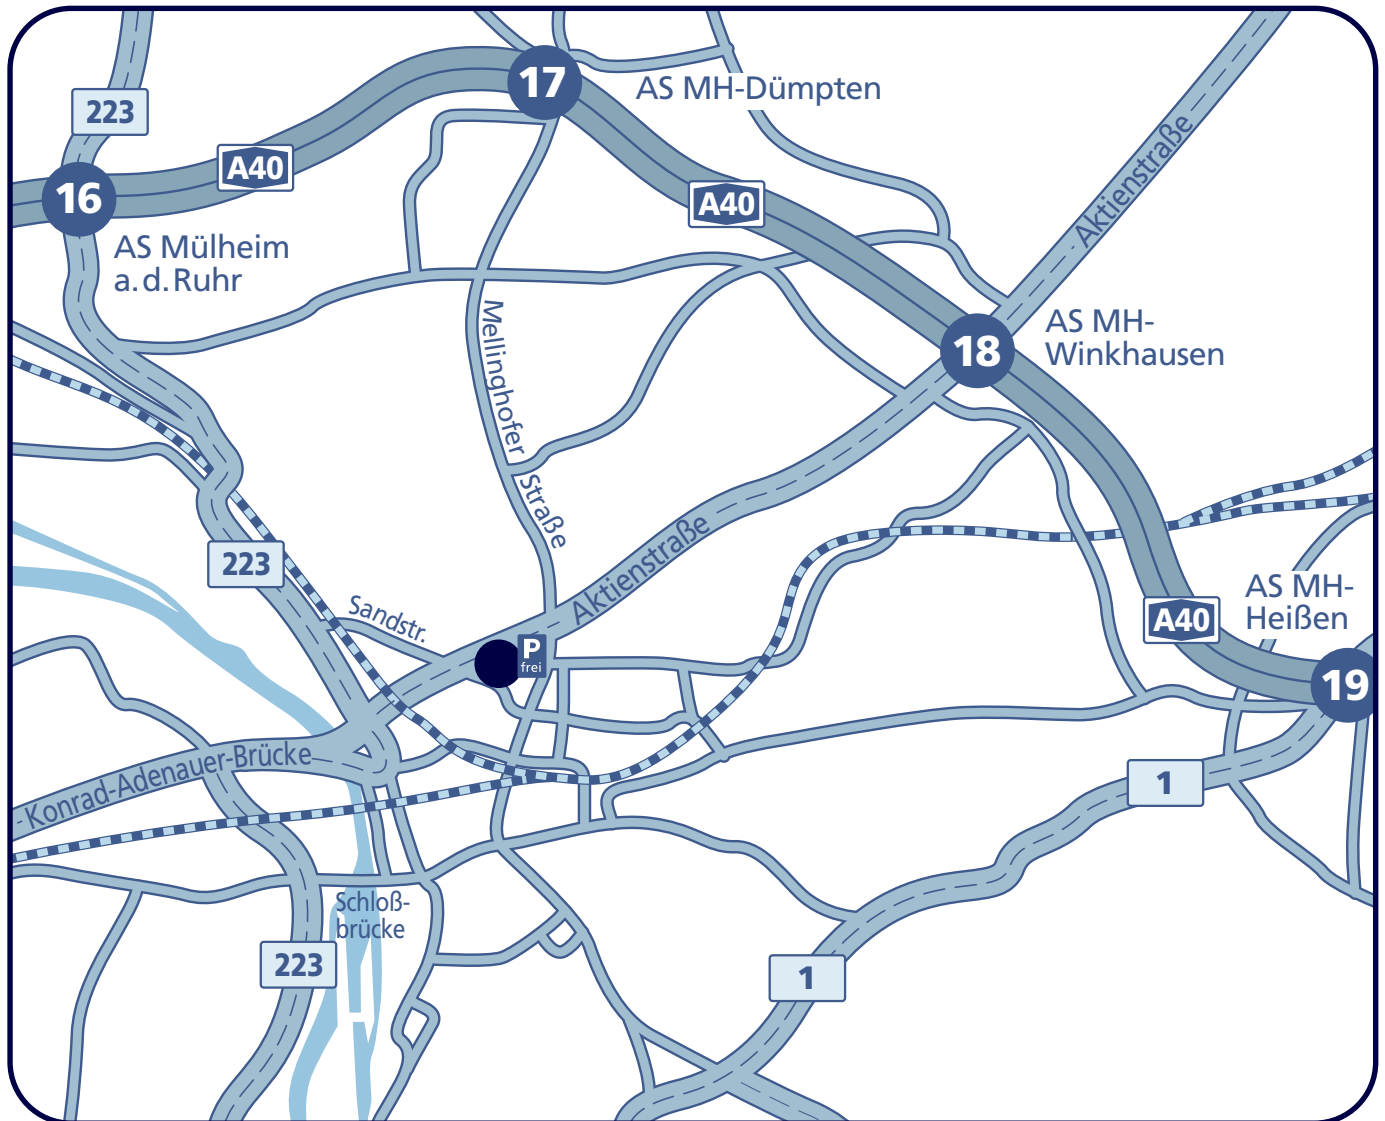 17
AS MH-Dümpten
223
A40
16
A40
Aktienstraße
AS Mülheim
a.d.Ruhr
Mellinghofer Straße
18
AS MH-
Winkhausen
Aktienstraße
223
Sandstr.
P
frei
AS MH-
Heißen
A40
19
Konrad-Adenauer-Brücke
1
Schloß-
brücke
223
1